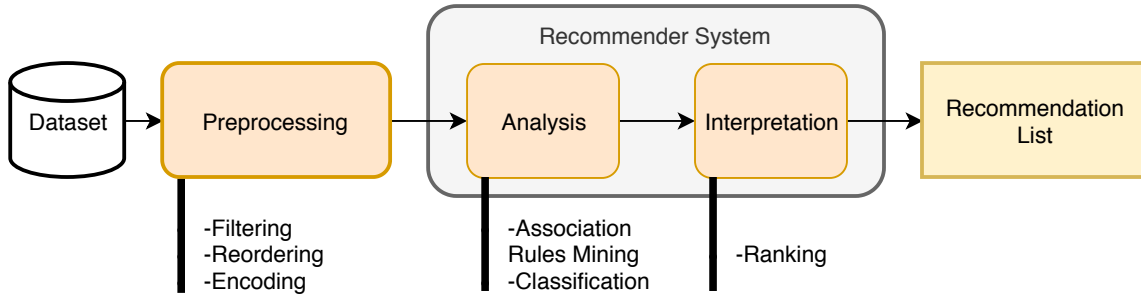 Recommender System
Dataset
Preprocessing
Analysis
Interpretation
Recommendation
List
-Filtering
-Reordering
-Encoding
-Association
Rules Mining
-Classification
-Ranking